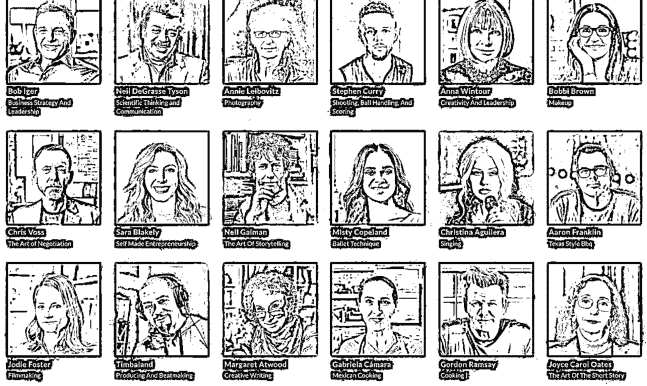 Bob Iger
Business Strategy And
Leadership
Neil DeGrasse Tyson
Scientific Thinking and
Communication
Annie Leibovitz
Photography
Stephen Curry
Shooting, Ball Handling, And
Scoring
Anna Wintour
Creativity And Leadership
Bobbi Brown
Makeup
Chris Voss
The Art of Negotiation
Sara Blakely
Self Made Entrepreneurship
Neil Gaiman
The Art Of Storytelling
Misty Copeland
Ballet Technique
Christina Aguilera
Singing
Aaron Franklin
Texas Style Bbq
Jodie Foster
Filmmaking
Timbaland
Producing And Beatmaking
Margaret Atwood
Creative Writing
Gabriela Cámara
Mexican Cooking
Gordon Ramsay
Cooking I
Joyce Carol Oates
The Art Of The Short Story